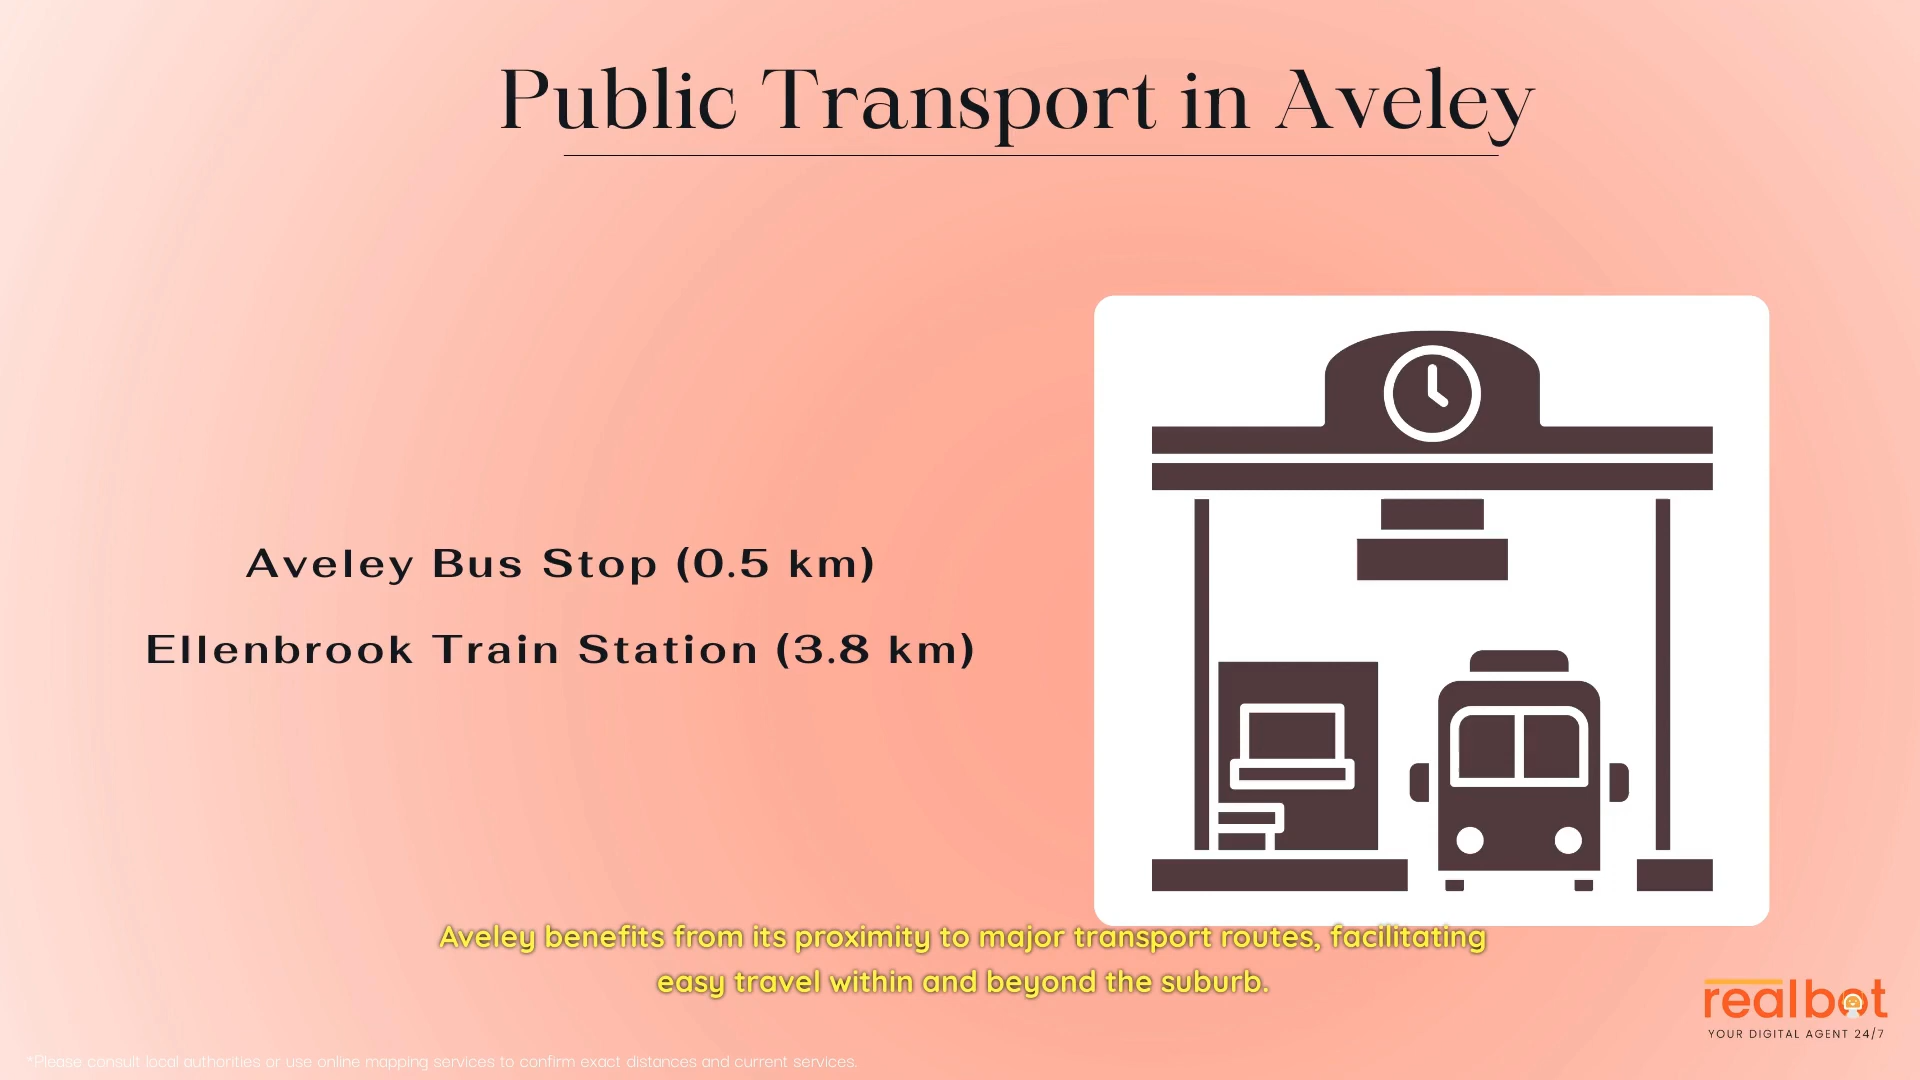 Public Transport in Aveley
Aveley Bus Stop (0.5 km)
Ellenbrook Train Station (3.8 km)
Aveley benefits from its proximity to major transport routes, facilitating
easy travel within and beyond the suburb.
realbot
YOUR DIGITAL AGENT 24/7
*Please consult local authorities or use online mapping services to confirm exact distances and current services.